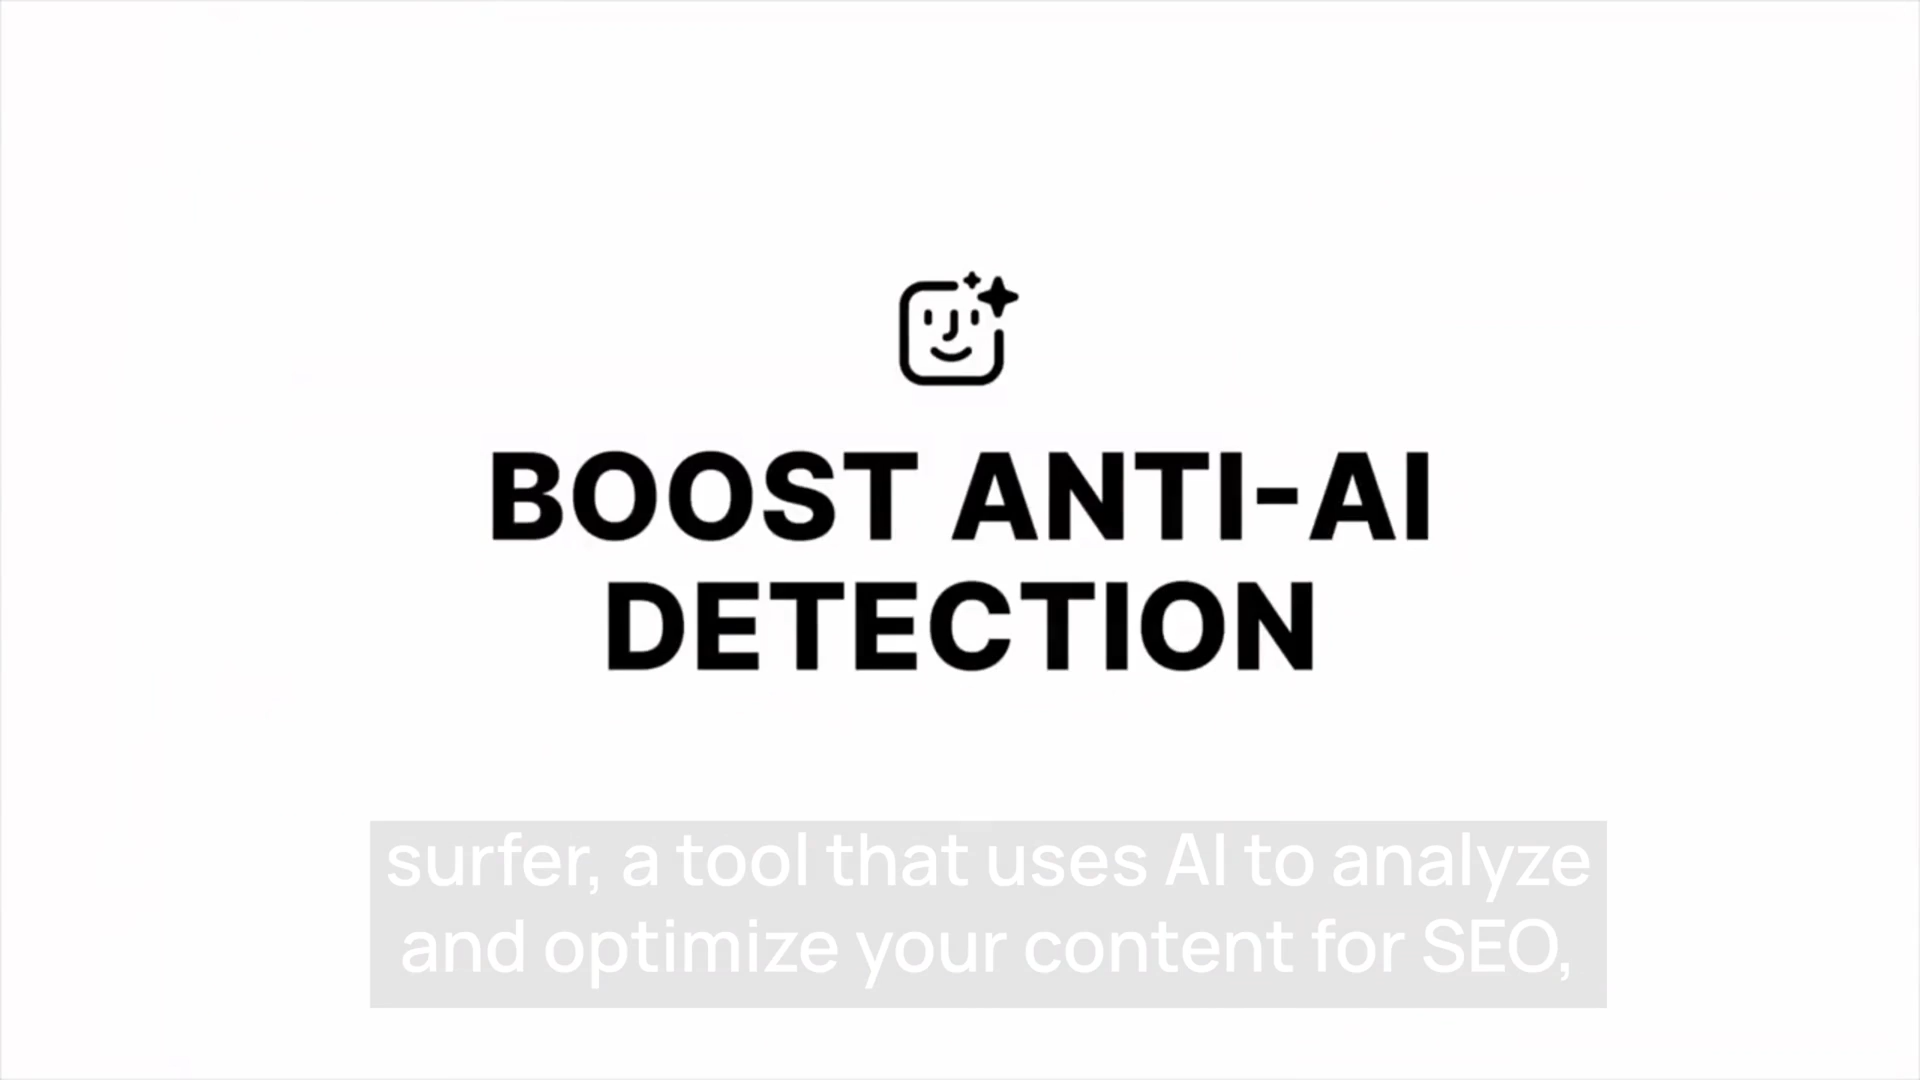 BOOST ANTI-AI
DETECTION
surfer, a tool that uses AI to analyze
and optimize your content for SEO,